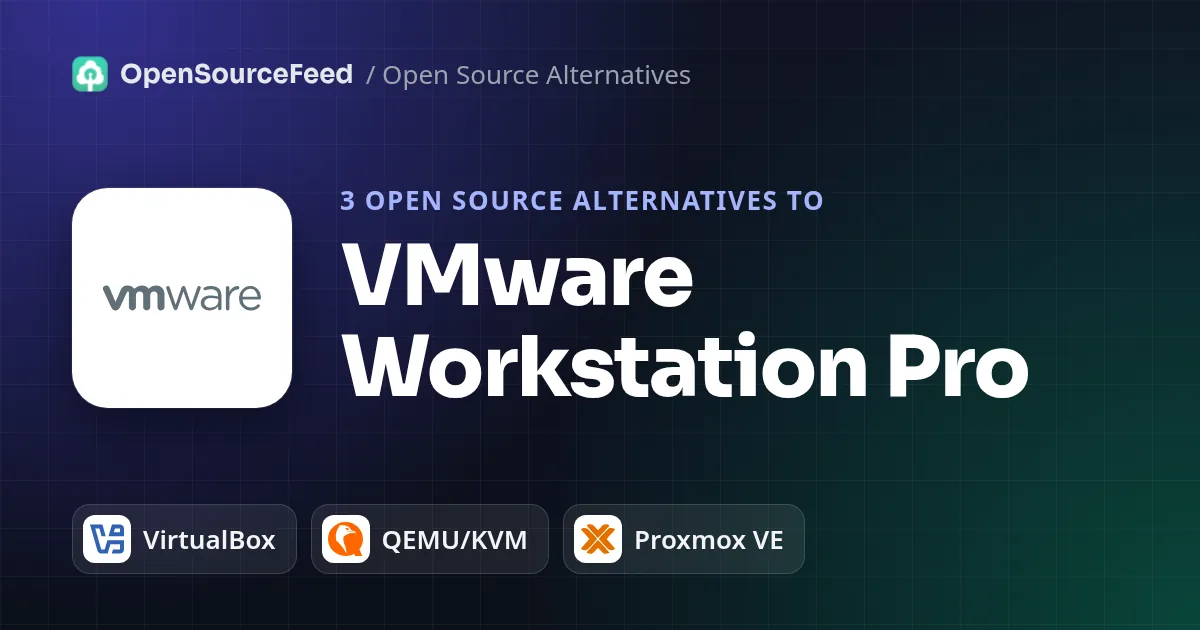 OpenSourceFeed / Open Source Alternatives
3 OPEN SOURCE ALTERNATIVES TO
VMware
Workstation Pro
vmware
VirtualBox
QEMU/KVM
Proxmox VE